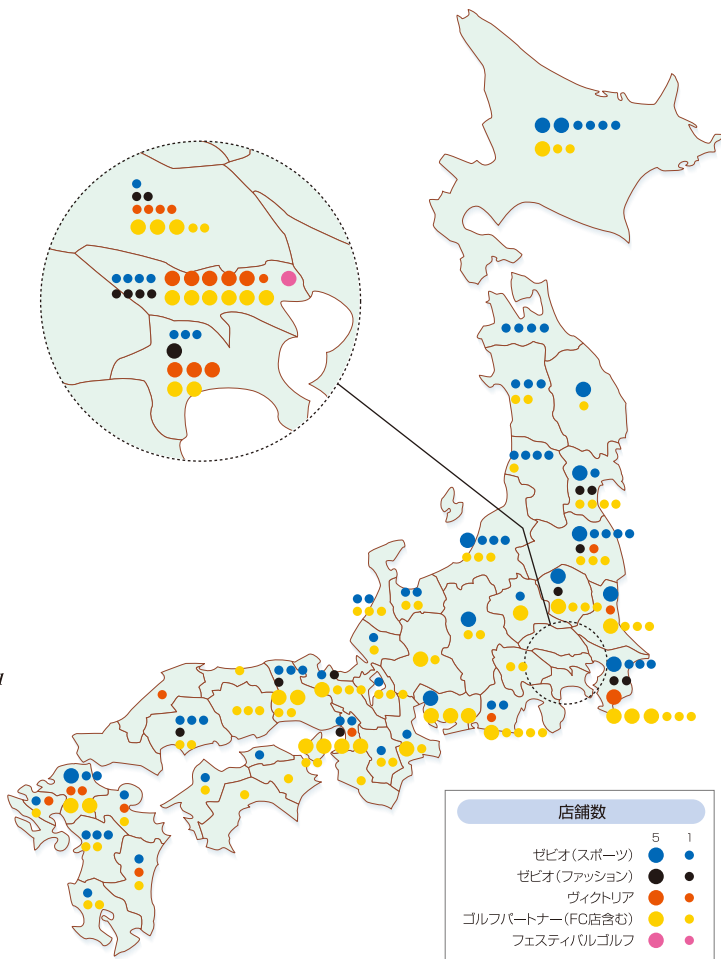 店舗数
5 1
ゼビオ(スポーツ)
ゼビオ(ファッション)
ヴィクトリア
ゴルフパートナー(FC店含む)
フェスティバルゴルフ